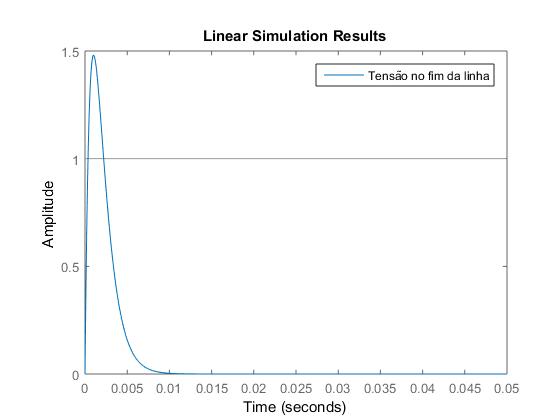 Linear Simulation Results
Tensão no fim da linha
Amplitude
1.5
1
0.5
0
0 0.005 0.01 0.015 0.02 0.025 0.03 0.035 0.04 0.045 0.05
Time (seconds)